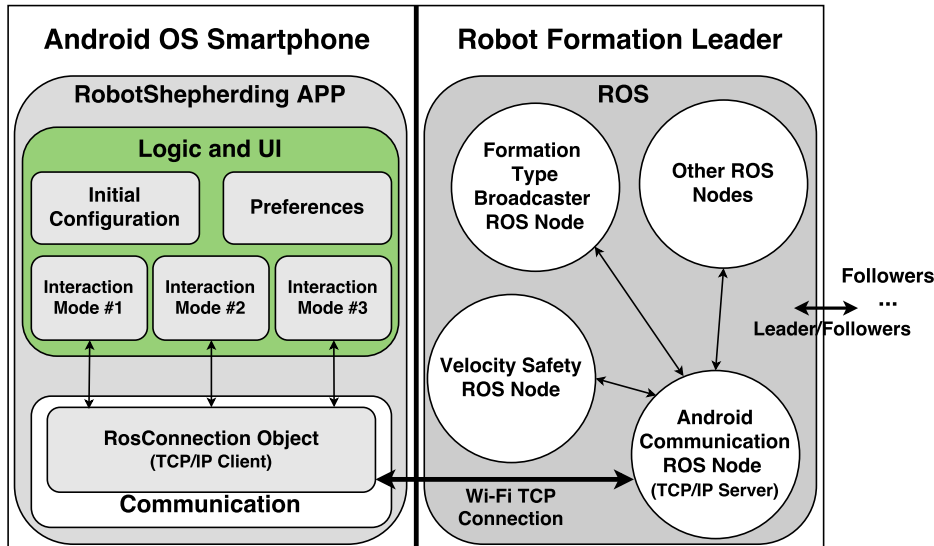 Android OS Smartphone
RobotShepherding APP
Logic and UI
Initial
Configuration
Preferences
Interaction
Mode #1
Interaction
Mode #2
Interaction
Mode #3
RosConnection Object
(TCP/IP Client)
Communication
Robot Formation Leader
ROS
Formation
Type
Broadcaster
ROS Node
Other ROS
Nodes
Velocity Safety
ROS Node
Android
Communication
ROS Node
(TCP/IP Server)
Wi-Fi TCP
Connection
Followers
...
Leader/Followers